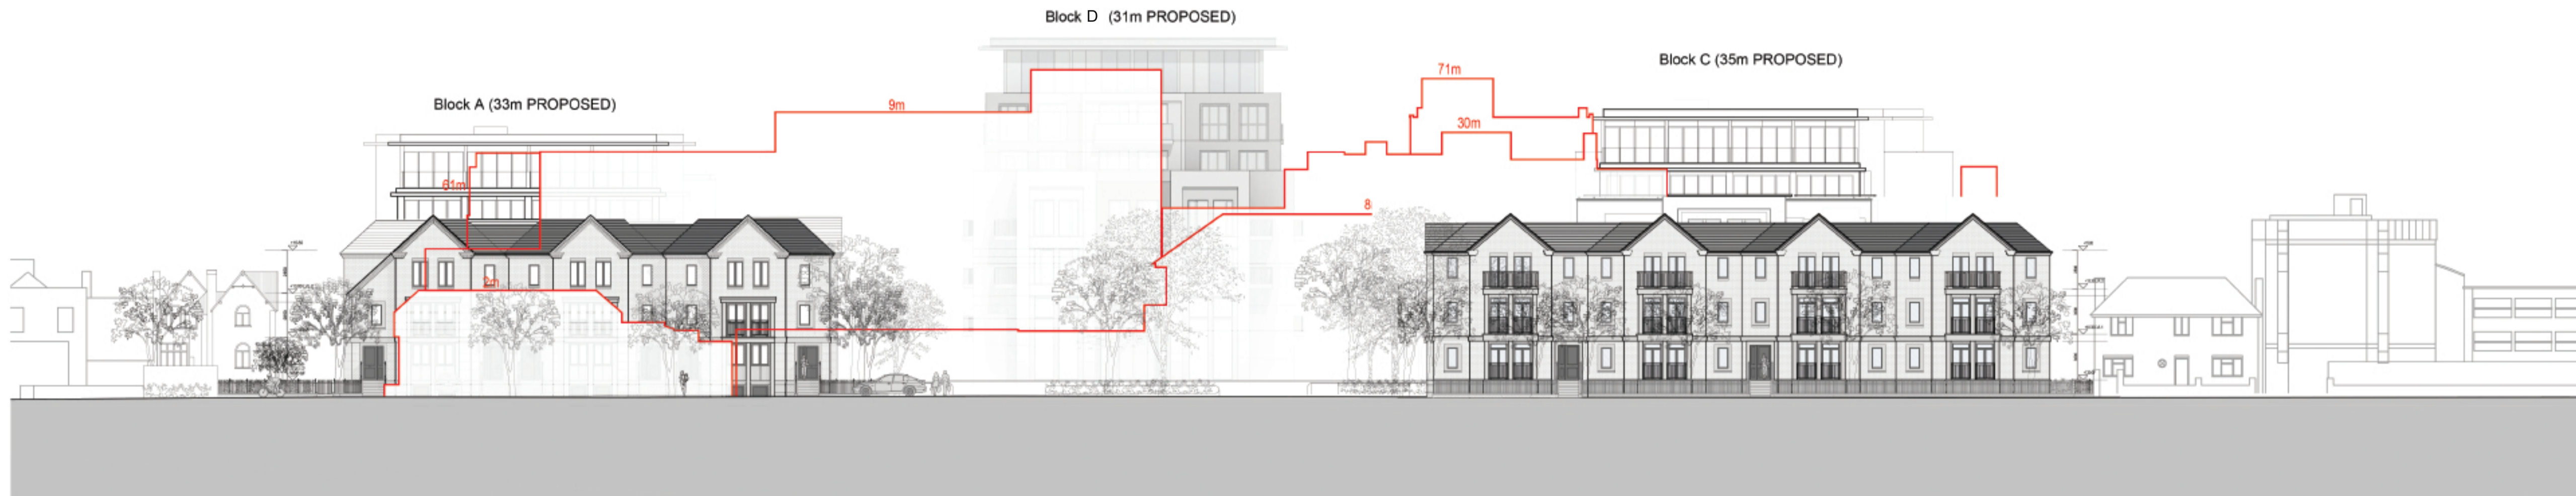 Block D (31m PROPOSED)
Block C (35m PROPOSED)
71m
Block A (33m PROPOSED)
9m
30m
61m
8
2m